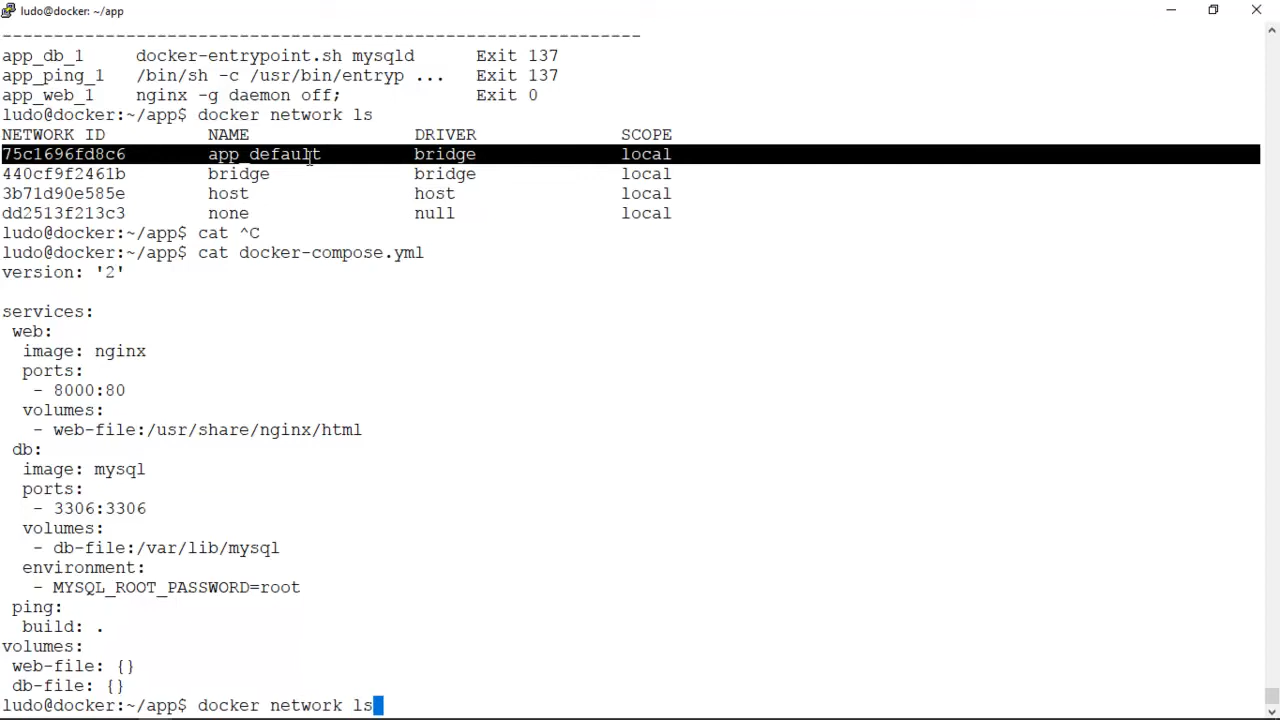 ludo@docker: ~/app
--------------------------------------------------------------
app_db_1     docker-entrypoint.sh mysqld      Exit 137
app_ping_1   /bin/sh -c /usr/bin/entryp ...   Exit 137
app_web_1    nginx -g daemon off;             Exit 0
ludo@docker:~/app$ docker network ls
NETWORK ID          NAME                DRIVER              SCOPE
75c1696fd8c6        app_default         bridge              local
440cf9f2461b        bridge              bridge              local
3b71d90e585e        host                host                local
dd2513f213c3        none                null                local
ludo@docker:~/app$ cat ^C
ludo@docker:~/app$ cat docker-compose.yml
version: '2'
services:
 web:
  image: nginx
  ports:
   - 8000:80
  volumes:
   - web-file:/usr/share/nginx/html
 db:
  image: mysql
  ports:
   - 3306:3306
  volumes:
   - db-file:/var/lib/mysql
  environment:
   - MYSQL_ROOT_PASSWORD=root
 ping:
  build: .
volumes:
 web-file: {}
 db-file: {}
ludo@docker:~/app$ docker network ls